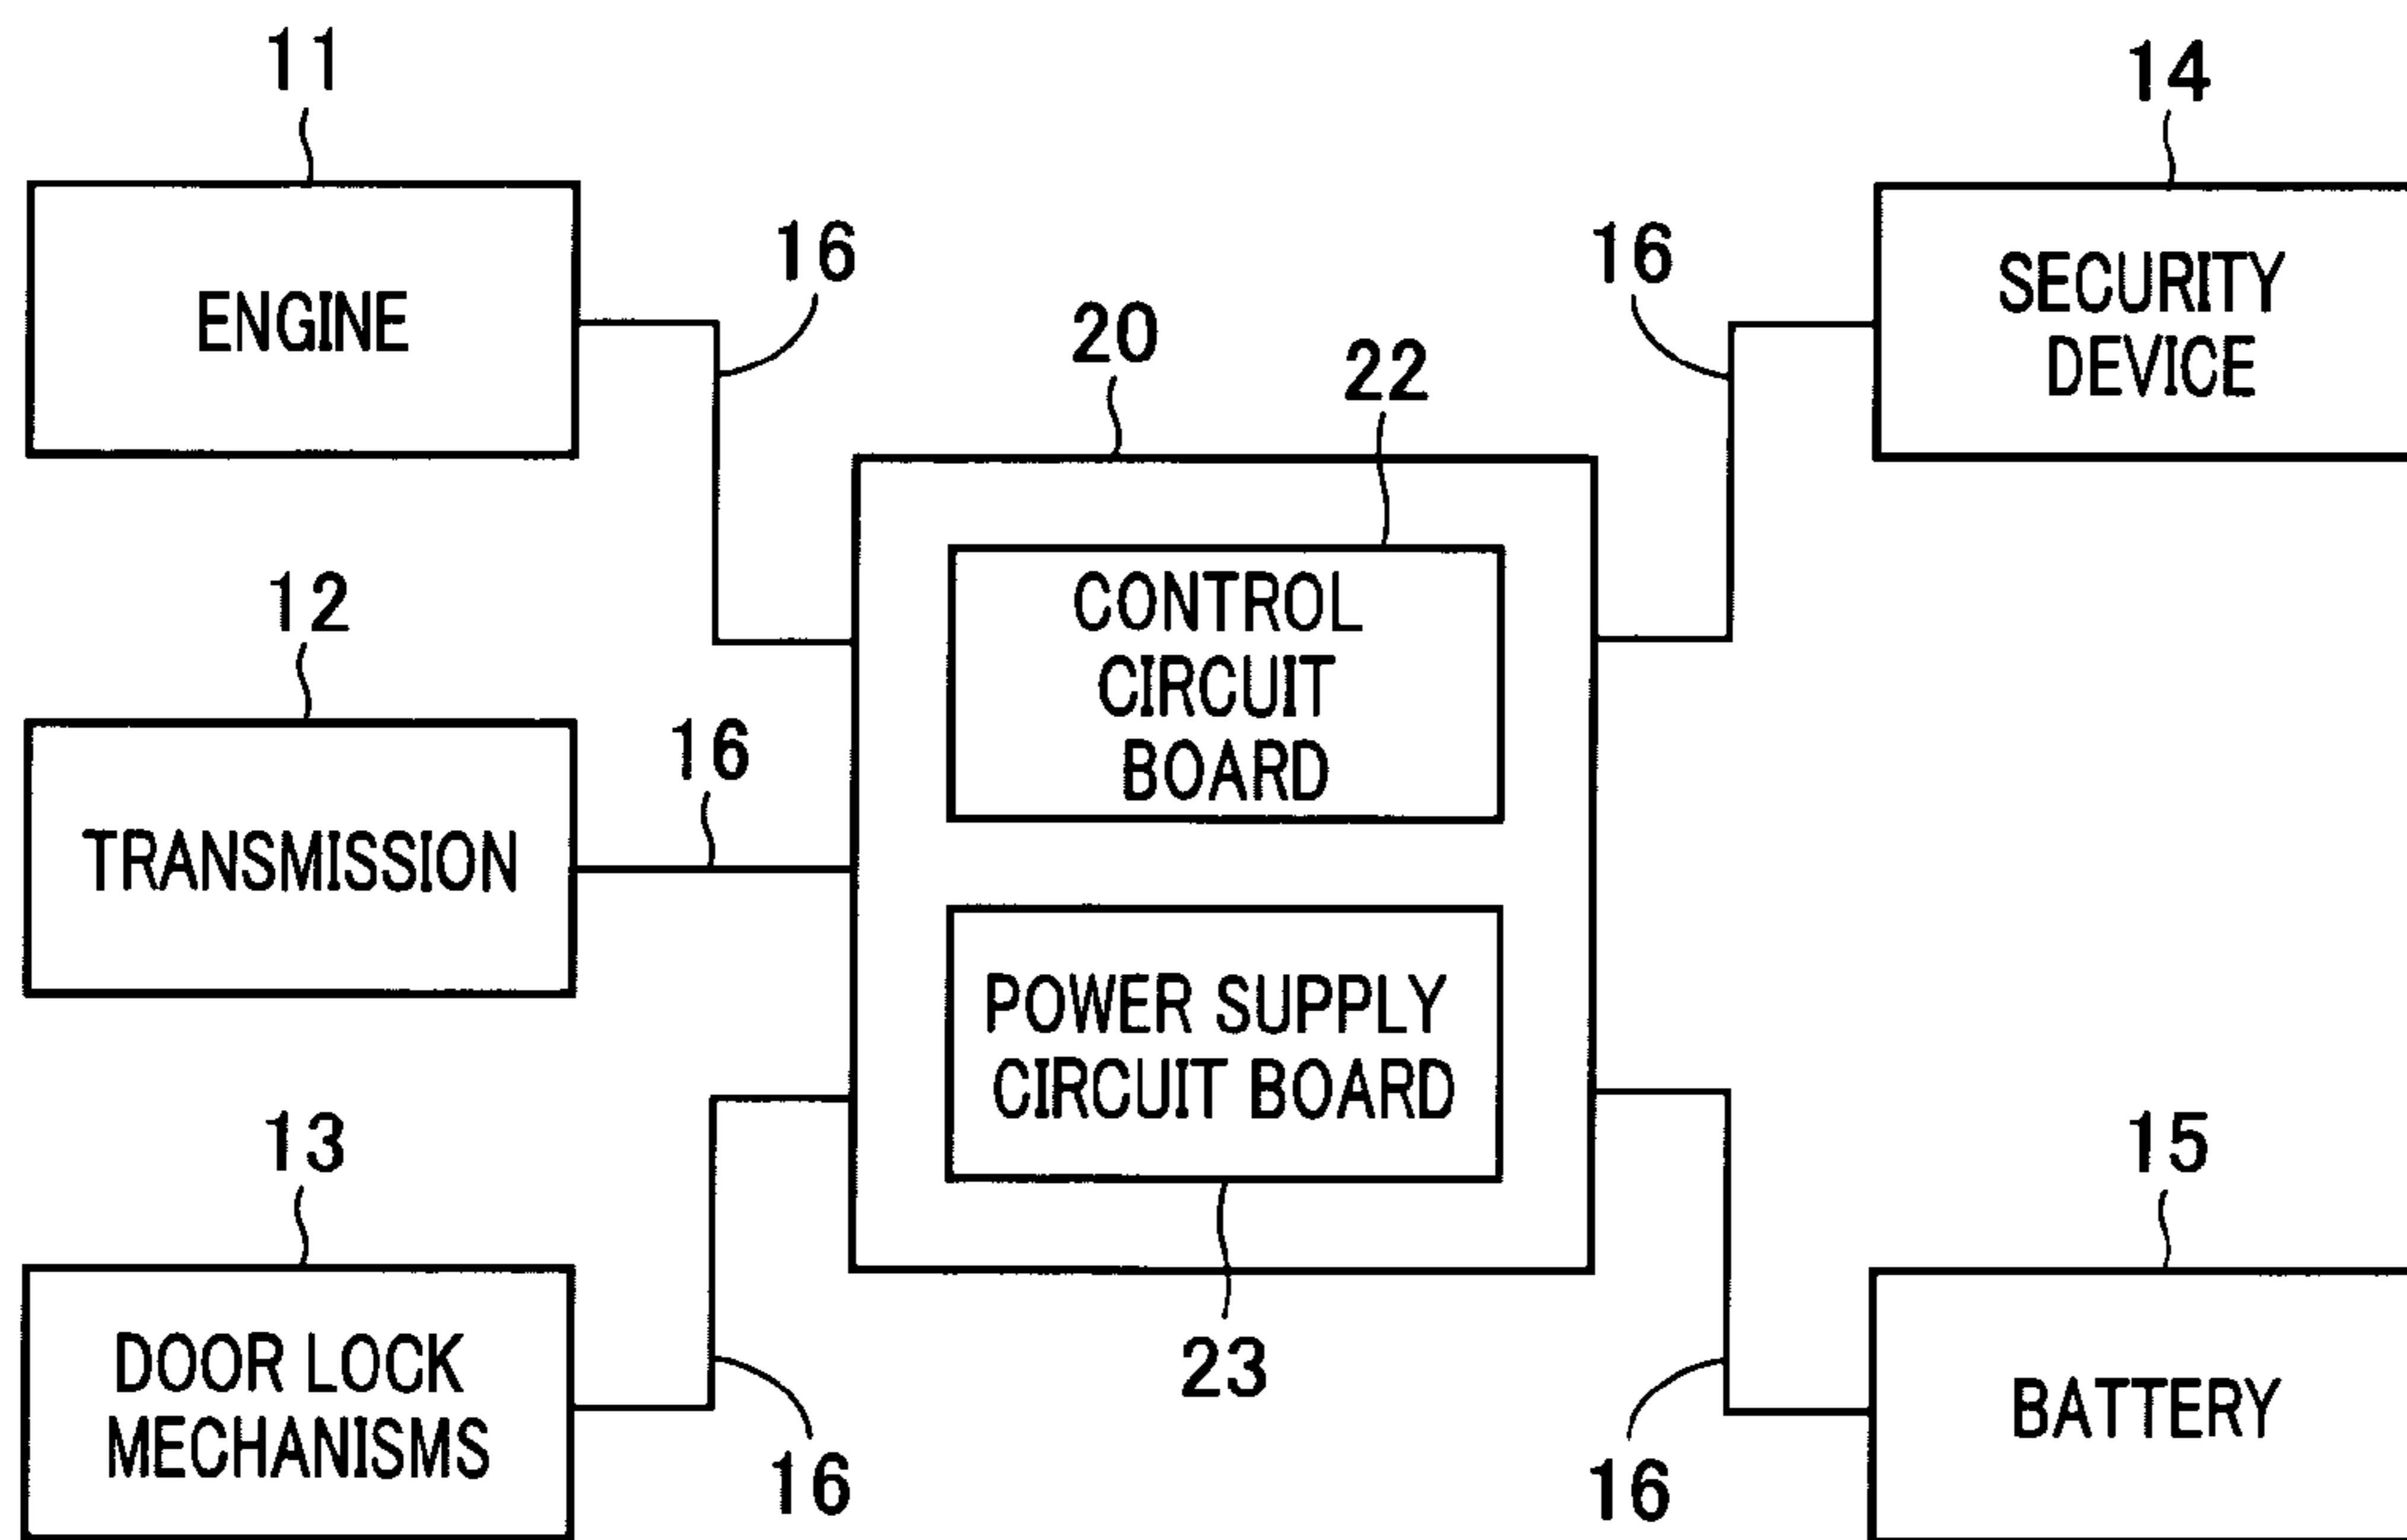 11
ENGINE
16
12
TRANSMISSION
16
13
DOOR LOCK
MECHANISMS
16
20
22
CONTROL
CIRCUIT
BOARD
POWER SUPPLY
CIRCUIT BOARD
23
14
SECURITY
DEVICE
16
15
BATTERY
16